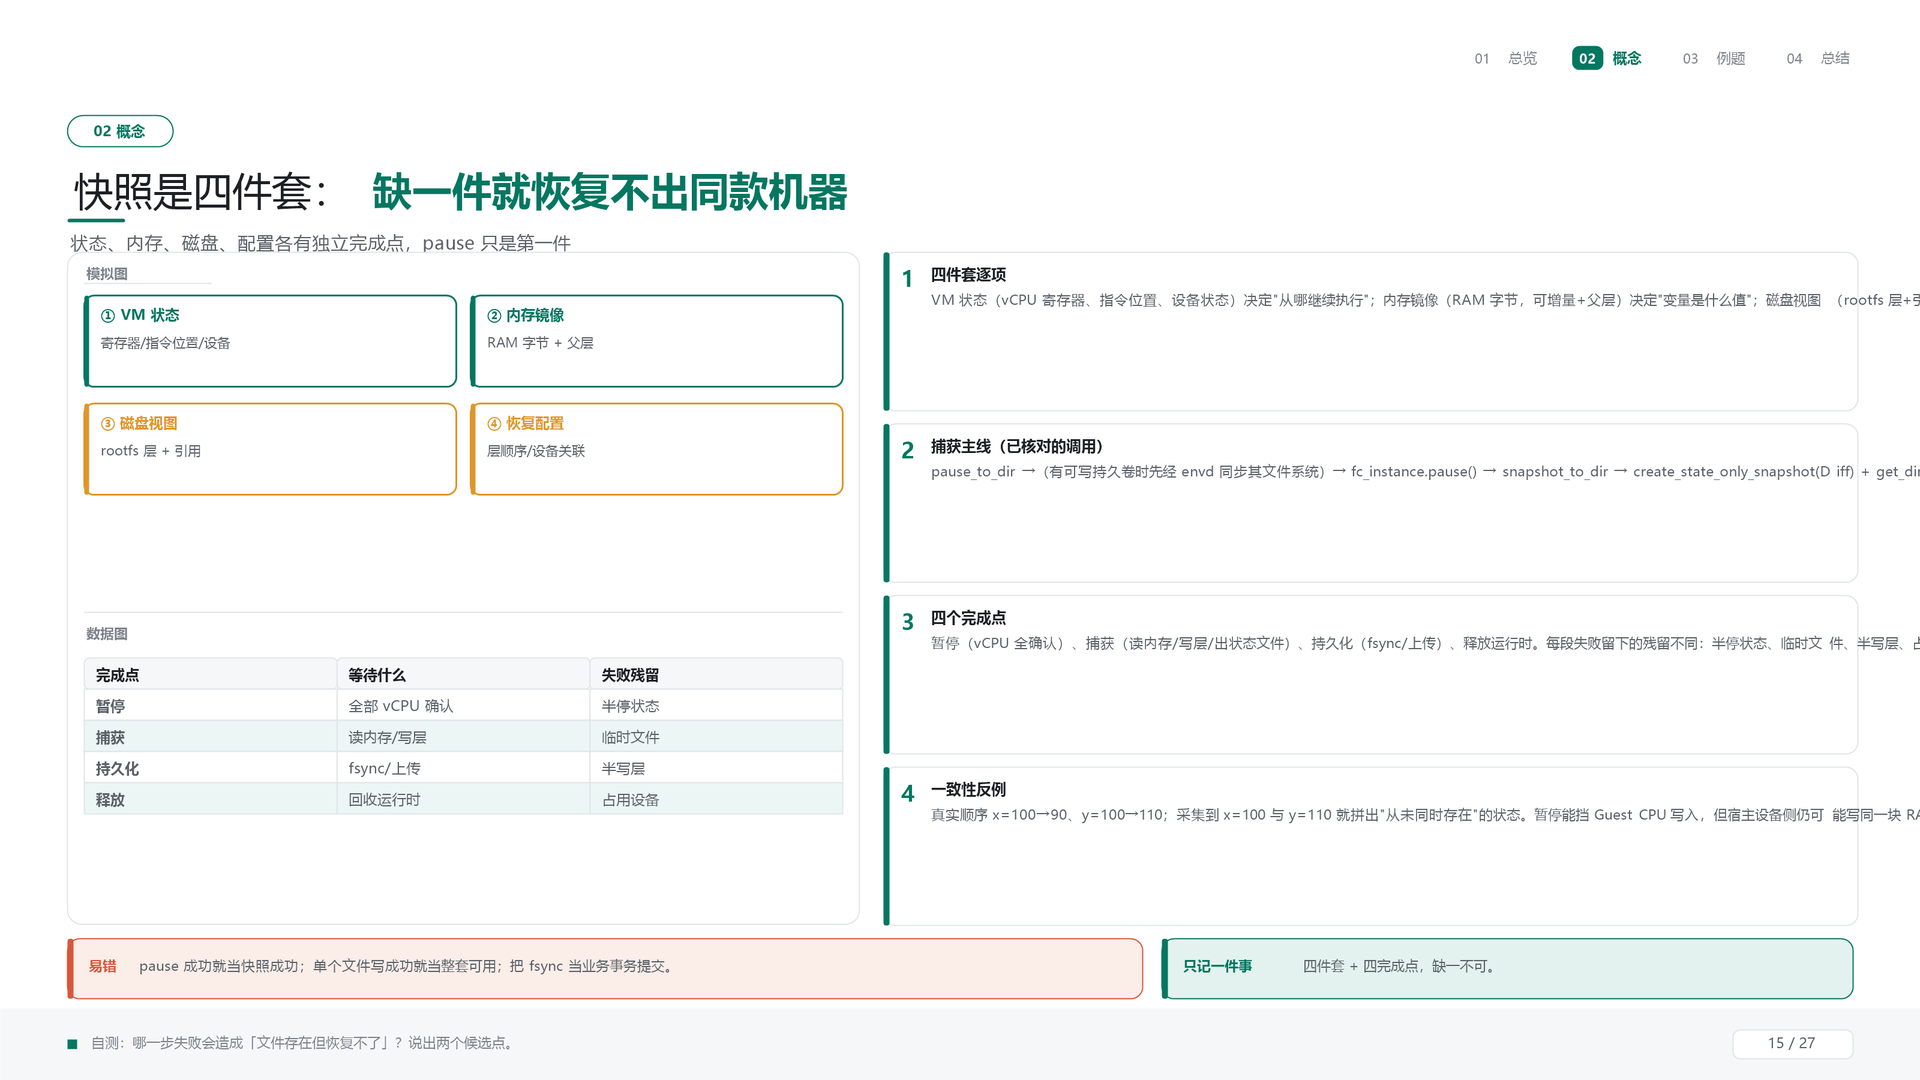 01 总览 02 概念 03 例题 04 总结
02 概念
快照是四件套： 缺一件就恢复不出同款机器
状态、内存、磁盘、配置各有独立完成点，pause 只是第一件
模拟图
① VM 状态
寄存器/指令位置/设备
② 内存镜像
RAM 字节 + 父层
③ 磁盘视图
rootfs 层 + 引用
④ 恢复配置
层顺序/设备关联
数据图
完成点 等待什么 失败残留
暂停 全部 vCPU 确认 半停状态
捕获 读内存/写层 临时文件
持久化 fsync/上传 半写层
释放 回收运行时 占用设备
1 四件套逐项
VM 状态（vCPU 寄存器、指令位置、设备状态）决定"从哪继续执行"；内存镜像（RAM 字节，可增量+父层）决定"变量是什么值"；磁盘视图 （rootfs 层+引
2 捕获主线（已核对的调用）
pause_to_dir →（有可写持久卷时先经 envd 同步其文件系统）→ fc_instance.pause() → snapshot_to_dir → create_state_only_snapshot(D iff) + get_dir
3 四个完成点
暂停（vCPU 全确认）、捕获（读内存/写层/出状态文件）、持久化（fsync/上传）、释放运行时。每段失败留下的残留不同：半停状态、临时文 件、半写层、占
4 一致性反例
真实顺序 x=100→90、y=100→110；采集到 x=100 与 y=110 就拼出"从未同时存在"的状态。暂停能挡 Guest CPU 写入，但宿主设备侧仍可 能写同一块 RA
易错 pause 成功就当快照成功；单个文件写成功就当整套可用；把 fsync 当业务事务提交。
只记一件事 四件套 + 四完成点，缺一不可。
自测：哪一步失败会造成「文件存在但恢复不了」？说出两个候选点。
15 / 27